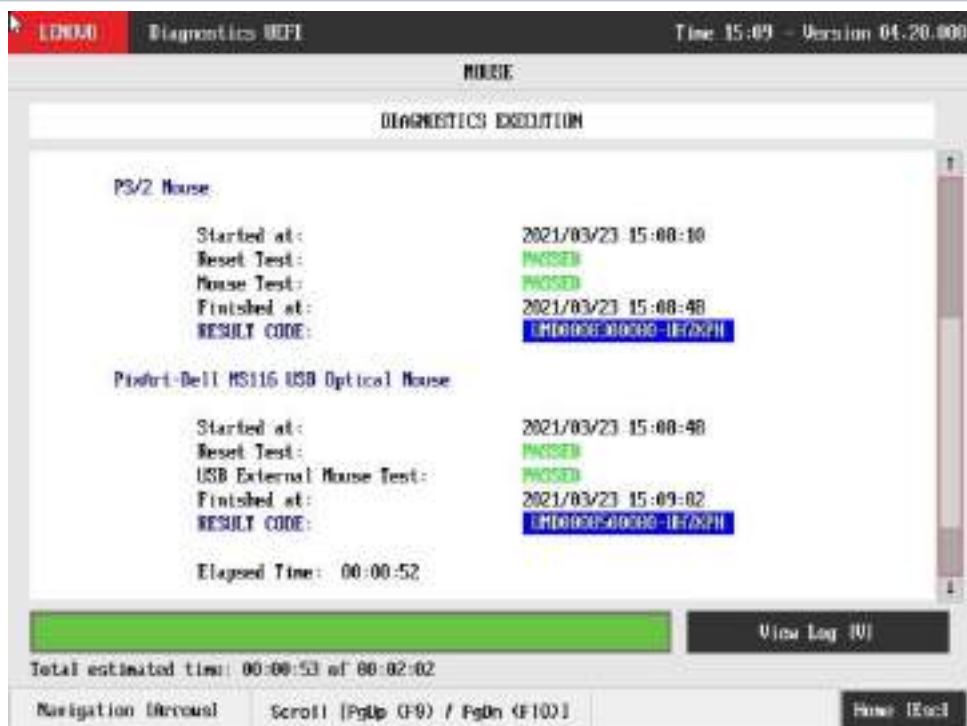 LENOVO Diagnostics UEFI Time 15:09 - Version 04.20.000
MOUSE
DIAGNOSTICS EXECUTION
PS/2 Mouse
Started at: 2021/03/23 15:08:10
Reset Test: PASSED
Mouse Test: PASSED
Finished at: 2021/03/23 15:08:48
RESULT CODE:
PixArt-Dell MS116 USB Optical Mouse
Started at: 2021/03/23 15:08:48
Reset Test: PASSED
USB External Mouse Test: PASSED
Finished at: 2021/03/23 15:09:02
RESULT CODE:
Elapsed Time: 00:00:52
View Log [V]
Total estimated time: 00:00:53 of 00:02:02
Navigation [Arrows] Scroll [PgUp (F9) / PgDn (F10)] Home [Esc]